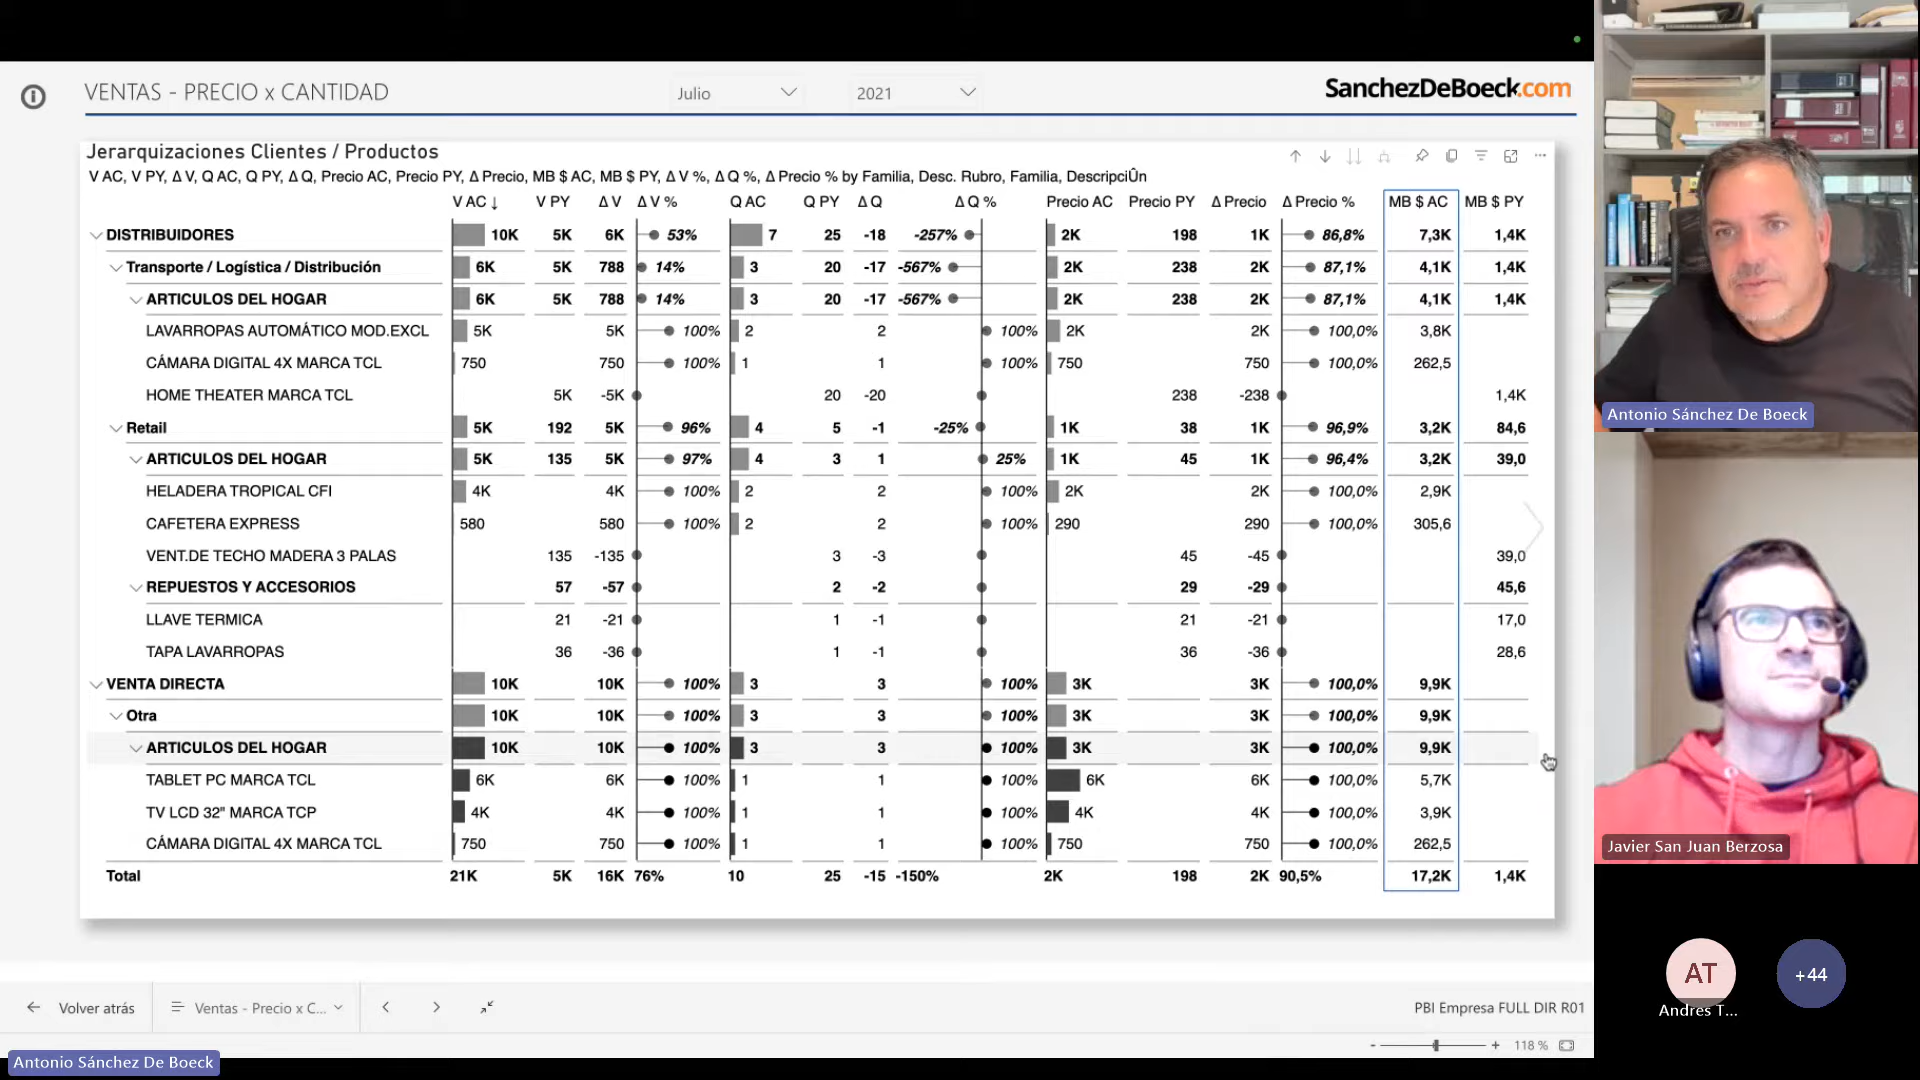 VENTAS - PRECIO x CANTIDAD
Julio
2021
SanchezDeBoeck.com
Jerarquizaciones Clientes / Productos
V AC, V PY, Δ V, Q AC, Q PY, Δ Q, Precio AC, Precio PY, Δ Precio, MB $ AC, MB $ PY, Δ V %, Δ Q %, Δ Precio % by Familia, Desc. Rubro, Familia, DescripciÛn
V AC ↓ V PY Δ V Δ V % Q AC Q PY Δ Q Δ Q % Precio AC Precio PY Δ Precio Δ Precio % MB $ AC MB $ PY
DISTRIBUIDORES 10K 5K 6K 53% 7 25 -18 -257% 2K 198 1K 86,8% 7,3K 1,4K
Transporte / Logística / Distribución 6K 5K 788 14% 3 20 -17 -567% 2K 238 2K 87,1% 4,1K 1,4K
ARTICULOS DEL HOGAR 6K 5K 788 14% 3 20 -17 -567% 2K 238 2K 87,1% 4,1K 1,4K
LAVARROPAS AUTOMÁTICO MOD.EXCL 5K 5K 100% 2 2 100% 2K 2K 100,0% 3,8K
CÁMARA DIGITAL 4X MARCA TCL 750 750 100% 1 1 100% 750 750 100,0% 262,5
HOME THEATER MARCA TCL 5K -5K 20 -20 238 -238 1,4K
Retail 5K 192 5K 96% 4 5 -1 -25% 1K 38 1K 96,9% 3,2K 84,6
ARTICULOS DEL HOGAR 5K 135 5K 97% 4 3 1 25% 1K 45 1K 96,4% 3,2K 39,0
HELADERA TROPICAL CFI 4K 4K 100% 2 2 100% 2K 2K 100,0% 2,9K
CAFETERA EXPRESS 580 580 100% 2 2 100% 290 290 100,0% 305,6
VENT.DE TECHO MADERA 3 PALAS 135 -135 3 -3 45 -45 39,0
REPUESTOS Y ACCESORIOS 57 -57 2 -2 29 -29 45,6
LLAVE TERMICA 21 -21 1 -1 21 -21 17,0
TAPA LAVARROPAS 36 -36 1 -1 36 -36 28,6
VENTA DIRECTA 10K 10K 100% 3 3 100% 3K 3K 100,0% 9,9K
Otra 10K 10K 100% 3 3 100% 3K 3K 100,0% 9,9K
ARTICULOS DEL HOGAR 10K 10K 100% 3 3 100% 3K 3K 100,0% 9,9K
TABLET PC MARCA TCL 6K 6K 100% 1 1 100% 6K 6K 100,0% 5,7K
TV LCD 32" MARCA TCP 4K 4K 100% 1 1 100% 4K 4K 100,0% 3,9K
CÁMARA DIGITAL 4X MARCA TCL 750 750 100% 1 1 100% 750 750 100,0% 262,5
Total 21K 5K 16K 76% 10 25 -15 -150% 2K 198 2K 90,5% 17,2K 1,4K
Volver atrás
Ventas - Precio x C...
PBI Empresa FULL DIR R01
- + 118 %
Antonio Sánchez De Boeck
Antonio Sánchez De Boeck
Javier San Juan Berzosa
AT
Andres T...
+44